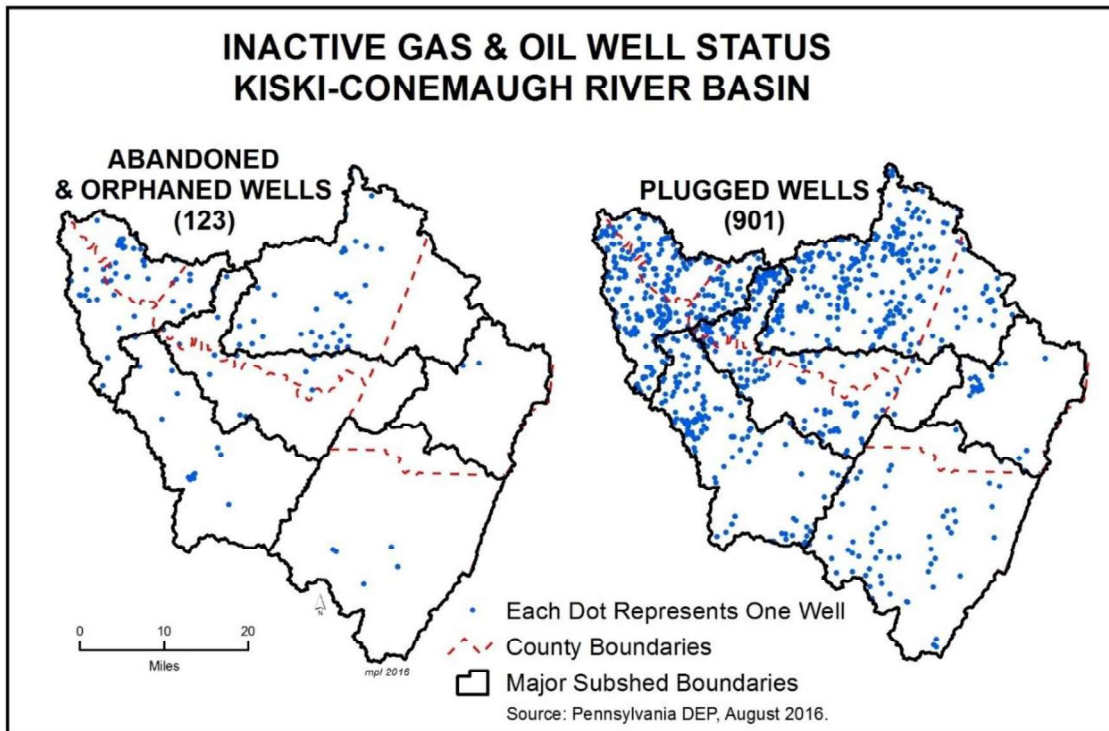 INACTIVE GAS & OIL WELL STATUS
KISKI-CONEMAUGH RIVER BASIN
ABANDONED
& ORPHANED WELLS
(123)
PLUGGED WELLS
(901)
N
0 10 20
Miles
mpl 2016
Each Dot Represents One Well
County Boundaries
Major Subshed Boundaries
Source: Pennsylvania DEP, August 2016.